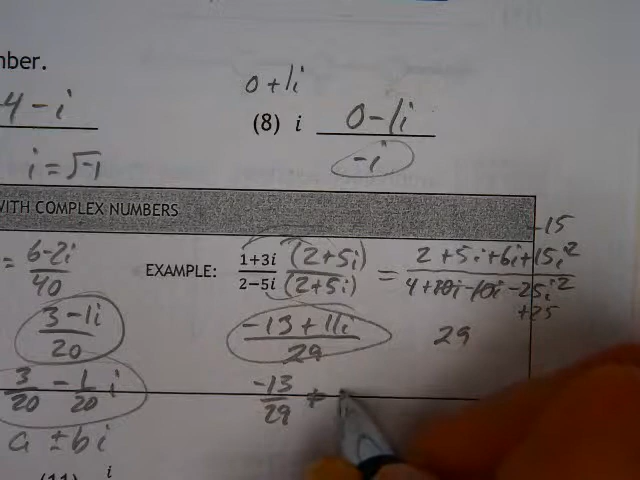 nber.
0 + 1i
-4 - i
(8) i 0 - 1i
i = √-1
-i
WITH COMPLEX NUMBERS
-15
= 6-2i / 40
EXAMPLE: 1+3i (2+5i) / 2-5i (2+5i) = 2 + 5i + 6i + 15i² / 4 + 10i - 10i - 25i²
+25
3 - 1i / 20
-13 + 11i / 29
29
3/20 - 1/20 i
-13/29 +
a ± bi
(11) i